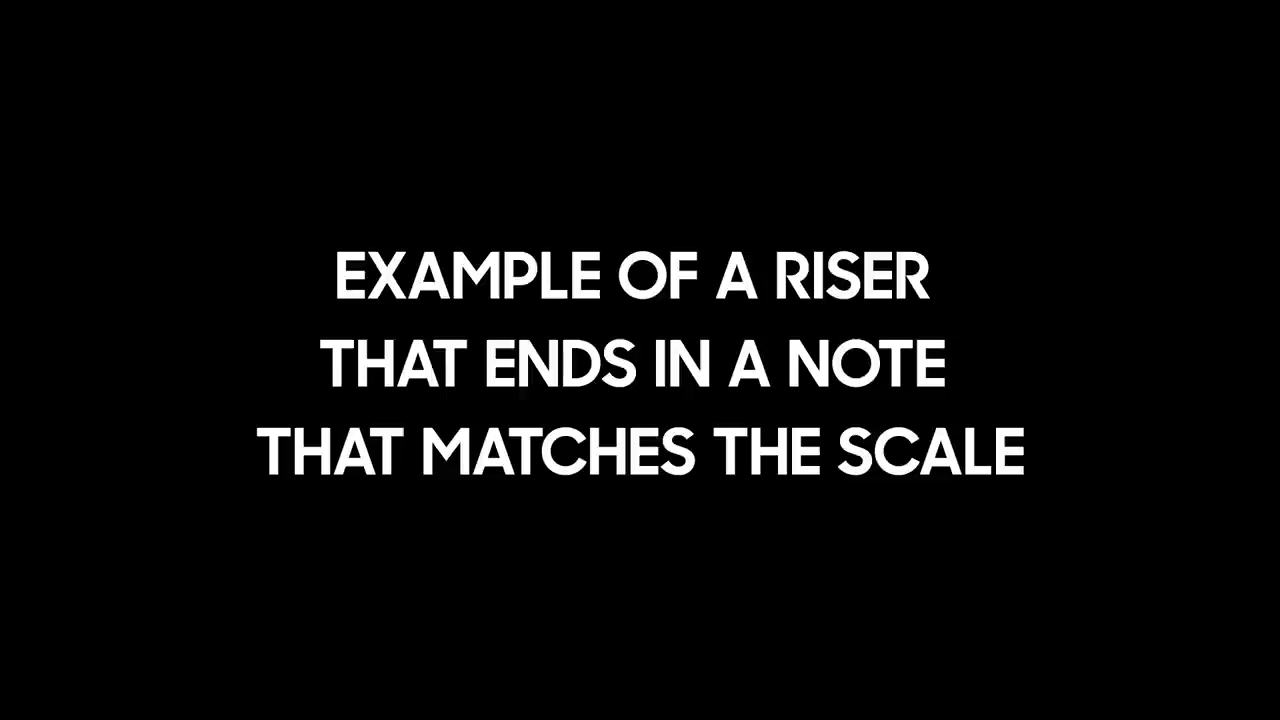 EXAMPLE OF A RISER
THAT ENDS IN A NOTE
THAT MATCHES THE SCALE